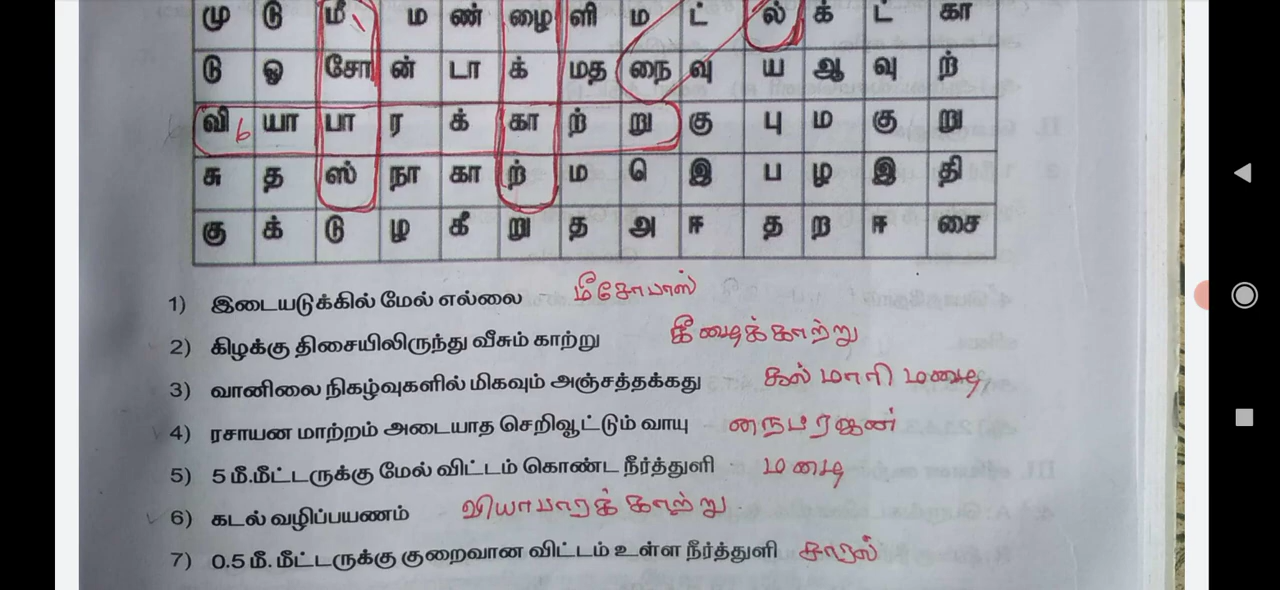 மு டு மீ ம ண் ழை ளி ம ட் ல் க் ட கா
டு ஓ சோ ன் டா க் மத நை வு ய ஆ வு ற்
வி 6 யா பா ர க் கா ற் று கு பு ம கு று
சு த ஸ் நா கா ற் ம டு இ ப ழ இ தி
கு க் டு ழ கீ று த அ ஈ த ற ஈ சை
1) இடையடுக்கில் மேல் எல்லை மீசோபாஸ்
2) கிழக்கு திசையிலிருந்து வீசும் காற்று கீழைக்காற்று
3) வானிலை நிகழ்வுகளில் மிகவும் அஞ்சத்தக்கது கல் மாரி மழை
4) ரசாயன மாற்றம் அடையாத செறிவூட்டும் வாயு நைட்ரஜன்
5) 5 மீ.மீட்டருக்கு மேல் விட்டம் கொண்ட நீர்த்துளி மழை
6) கடல் வழிப்பயணம் வியாபாரக் காற்று
7) 0.5 மீ. மீட்டருக்கு குறைவான விட்டம் உள்ள நீர்த்துளி சாரல்